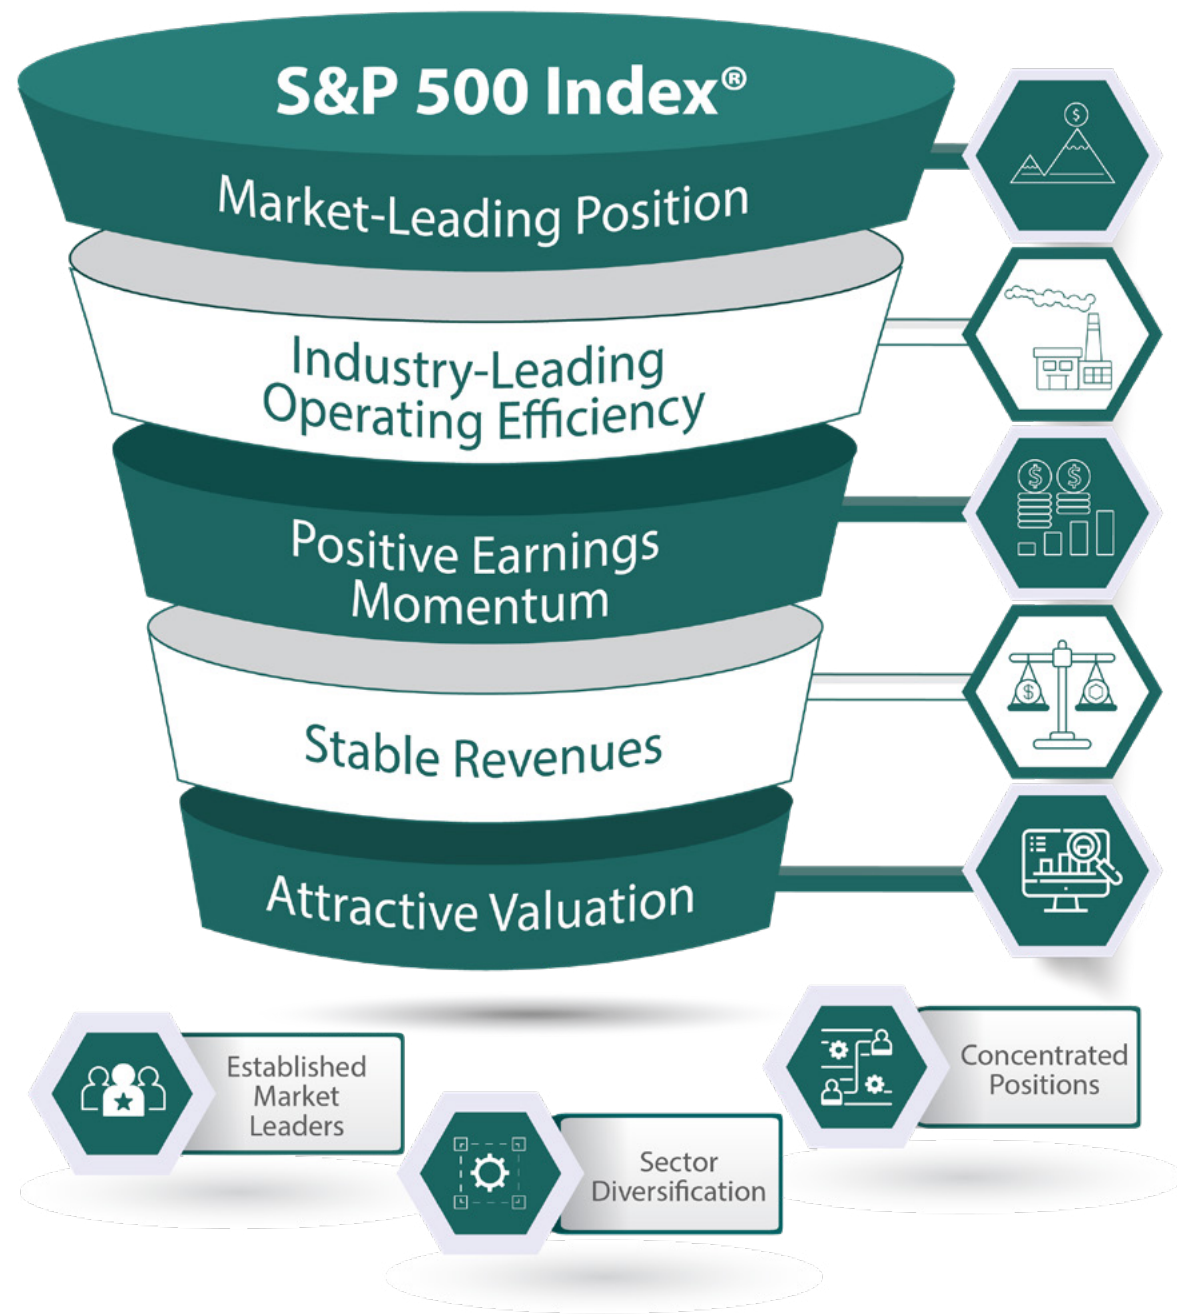 S&P 500 Index®
Market-Leading Position
Industry-Leading
Operating Efficiency
Positive Earnings
Momentum
Stable Revenues
Attractive Valuation
Established
Market
Leaders
Sector
Diversification
Concentrated
Positions